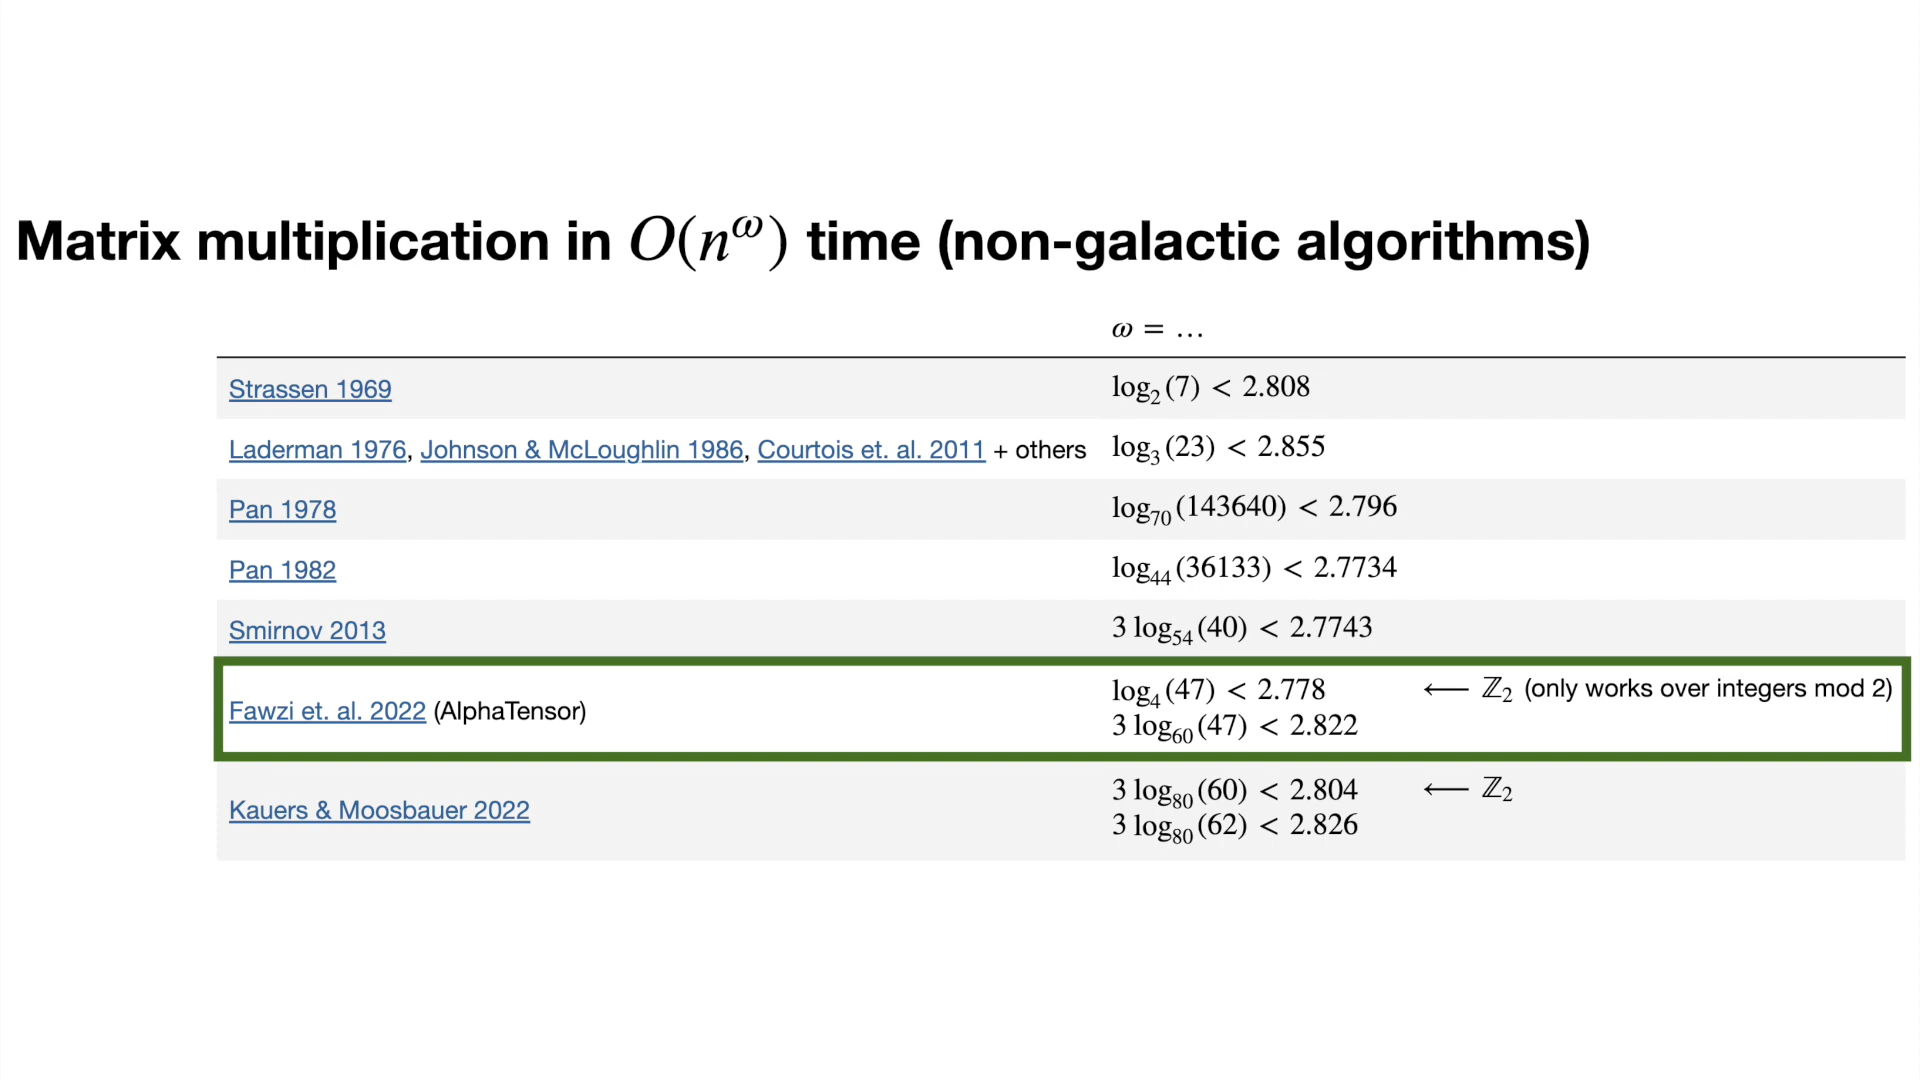 Matrix multiplication in O(n^ω) time (non-galactic algorithms)
ω = …
Strassen 1969 log₂(7) < 2.808
Laderman 1976, Johnson & McLoughlin 1986, Courtois et. al. 2011 + others log₃(23) < 2.855
Pan 1978 log₇₀(143640) < 2.796
Pan 1982 log₄₄(36133) < 2.7734
Smirnov 2013 3 log₅₄(40) < 2.7743
Fawzi et. al. 2022 (AlphaTensor)
log₄(47) < 2.778 ⟵ ℤ₂ (only works over integers mod 2)
3 log₆₀(47) < 2.822
Kauers & Moosbauer 2022
3 log₈₀(60) < 2.804 ⟵ ℤ₂
3 log₈₀(62) < 2.826